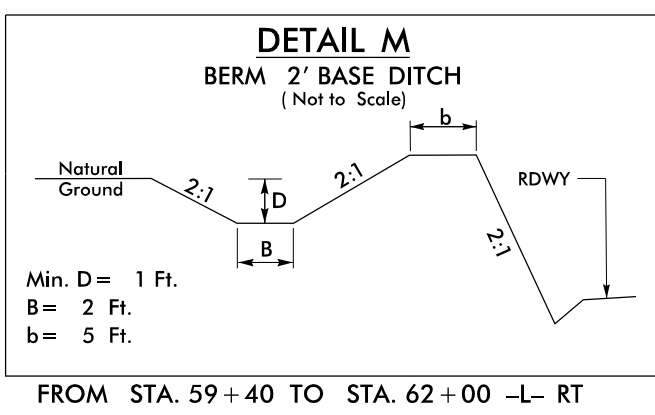 DETAIL M
BERM 2' BASE DITCH
( Not to Scale)
b
Natural
Ground
2:1
D
2:1
RDWY
B
2:1
Min. D= 1 Ft.
B= 2 Ft.
b= 5 Ft.
FROM STA. 59+40 TO STA. 62+00 -L- RT